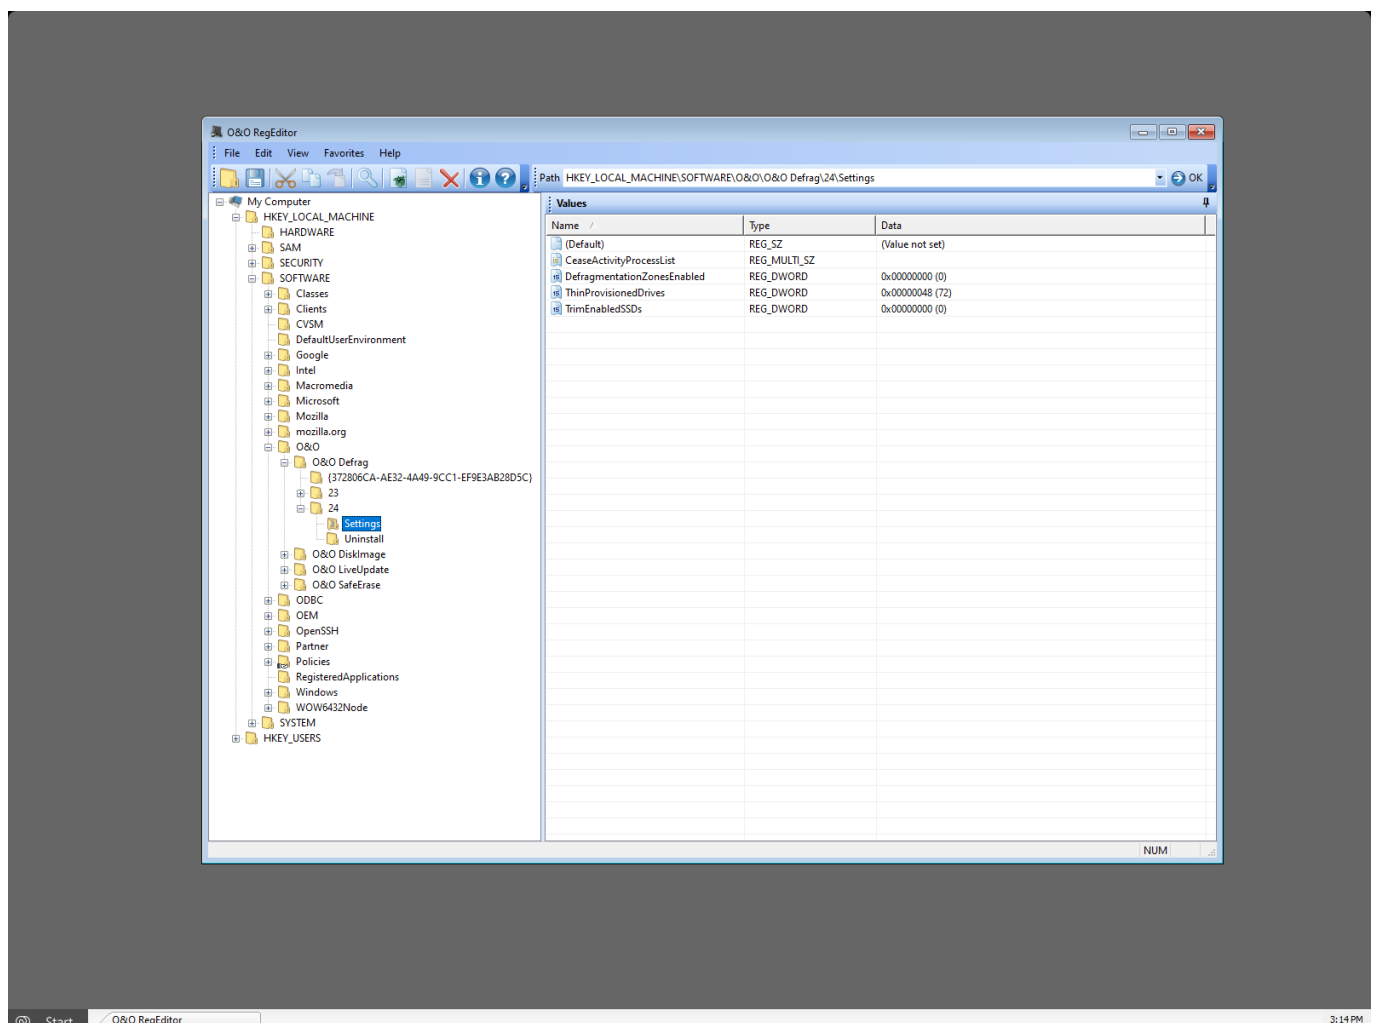 O&O RegEditor
File Edit View Favorites Help
Path HKEY_LOCAL_MACHINE\SOFTWARE\O&O\O&O Defrag\24\Settings OK
My Computer
HKEY_LOCAL_MACHINE
HARDWARE
SAM
SECURITY
SOFTWARE
Classes
Clients
CVSM
DefaultUserEnvironment
Google
Intel
Macromedia
Microsoft
Mozilla
mozilla.org
O&O
O&O Defrag
{372806CA-AE32-4A49-9CC1-EF9E3AB28D5C}
23
24
Settings
Uninstall
O&O DiskImage
O&O LiveUpdate
O&O SafeErase
ODBC
OEM
OpenSSH
Partner
Policies
RegisteredApplications
Windows
WOW6432Node
SYSTEM
HKEY_USERS
Values
Name Type Data
(Default) REG_SZ (Value not set)
CeaseActivityProcessList REG_MULTI_SZ
DefragmentationZonesEnabled REG_DWORD 0x00000000 (0)
ThinProvisionedDrives REG_DWORD 0x00000048 (72)
TrimEnabledSSDs REG_DWORD 0x00000000 (0)
NUM
Start O&O RegEditor 3:14 PM